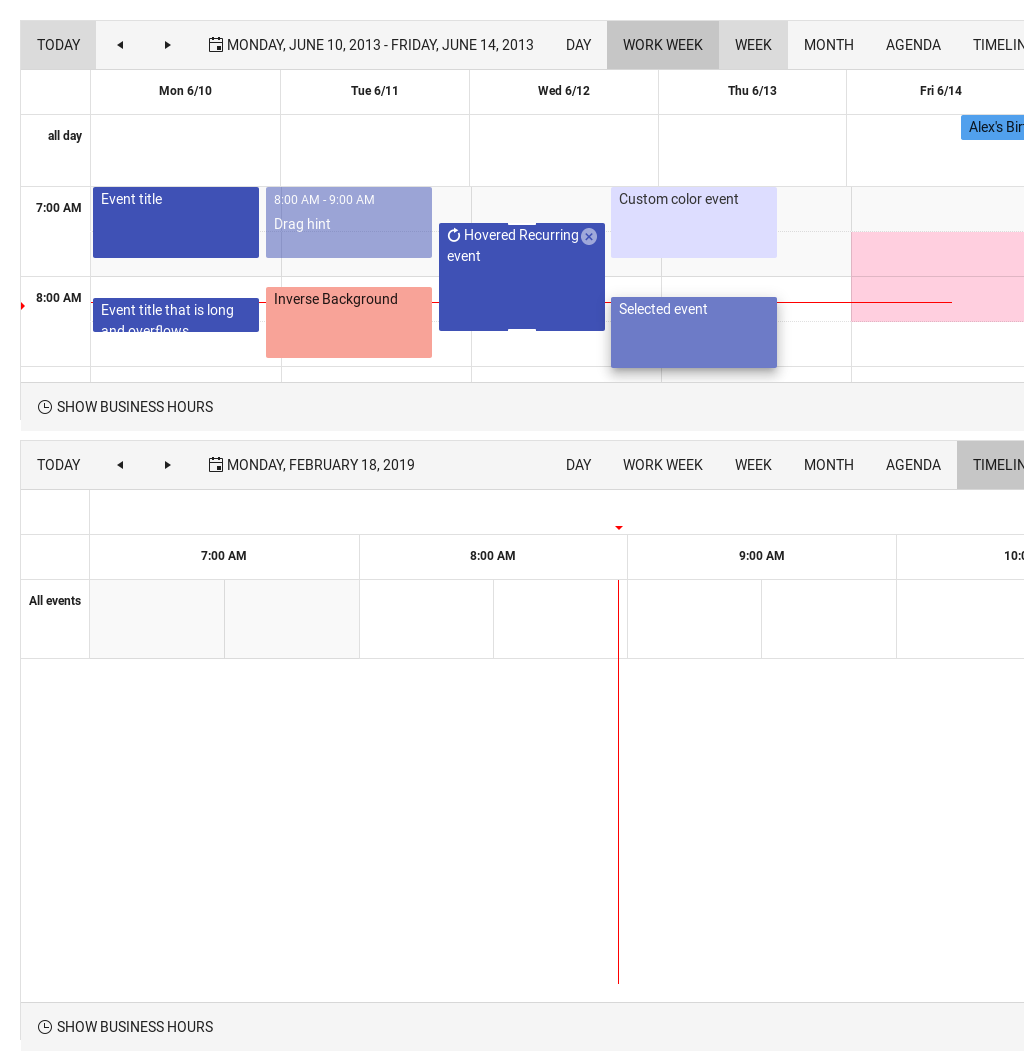 TODAY MONDAY, JUNE 10, 2013 - FRIDAY, JUNE 14, 2013 DAY WORK WEEK WEEK MONTH AGENDA TIMELIN
Mon 6/10 Tue 6/11 Wed 6/12 Thu 6/13 Fri 6/14
all day
Alex's Bir
7:00 AM
Event title
8:00 AM - 9:00 AM
Drag hint
Hovered Recurring
event
Custom color event
8:00 AM
Event title that is long
and overflows
Inverse Background
Selected event
SHOW BUSINESS HOURS
TODAY MONDAY, FEBRUARY 18, 2019 DAY WORK WEEK WEEK MONTH AGENDA TIMELIN
7:00 AM 8:00 AM 9:00 AM 10:0
All events
SHOW BUSINESS HOURS